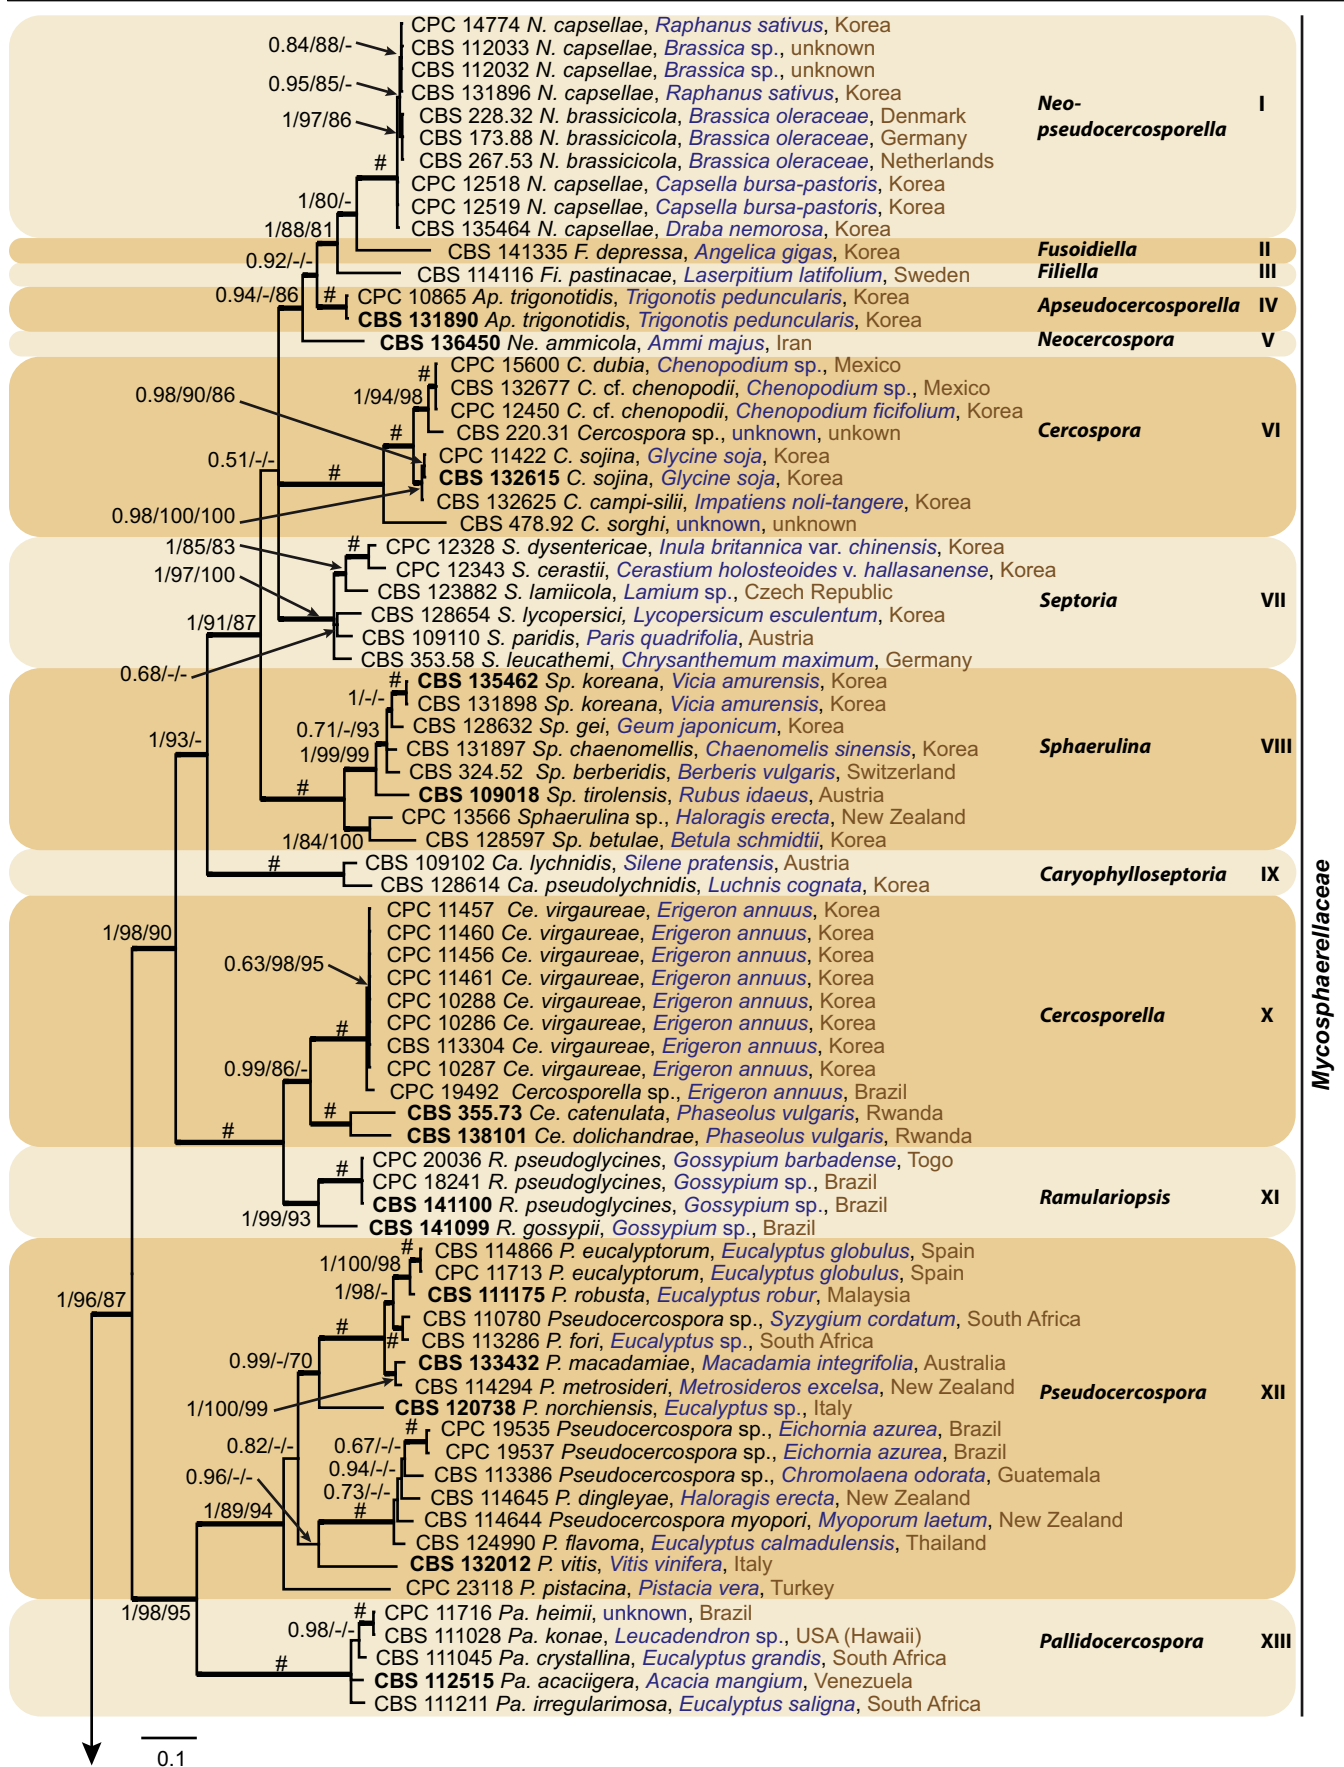 CPC 14774 N. capsellae, Raphanus sativus, Korea
0.84/88/-
CBS 112033 N. capsellae, Brassica sp., unknown
CBS 112032 N. capsellae, Brassica sp., unknown
0.95/85/-
CBS 131896 N. capsellae, Raphanus sativus, Korea
Neo-
pseudocercosporella
I
CBS 228.32 N. brassicicola, Brassica oleraceae, Denmark
1/97/86
CBS 173.88 N. brassicicola, Brassica oleraceae, Germany
CBS 267.53 N. brassicicola, Brassica oleraceae, Netherlands
#
CPC 12518 N. capsellae, Capsella bursa-pastoris, Korea
1/80/-
CPC 12519 N. capsellae, Capsella bursa-pastoris, Korea
1/88/81
CBS 135464 N. capsellae, Draba nemorosa, Korea
CBS 141335 F. depressa, Angelica gigas, Korea
Fusoidiella II
0.92/-/-
CBS 114116 Fi. pastinacae, Laserpitium latifolium, Sweden
Filiella III
0.94/-/86
#
CPC 10865 Ap. trigonotidis, Trigonotis peduncularis, Korea
Apseudocercosporella IV
CBS 131890 Ap. trigonotidis, Trigonotis peduncularis, Korea
CBS 136450 Ne. ammicola, Ammi majus, Iran
Neocercospora V
CPC 15600 C. dubia, Chenopodium sp., Mexico
#
CBS 132677 C. cf. chenopodii, Chenopodium sp., Mexico
0.98/90/86
1/94/98
CPC 12450 C. cf. chenopodii, Chenopodium ficifolium, Korea
#
CBS 220.31 Cercospora sp., unknown, unkown
Cercospora VI
CPC 11422 C. sojina, Glycine soja, Korea
0.51/-/-
#
CBS 132615 C. sojina, Glycine soja, Korea
CBS 132625 C. campi-silii, Impatiens noli-tangere, Korea
0.98/100/100
CBS 478.92 C. sorghi, unknown, unknown
1/85/83
#
CPC 12328 S. dysentericae, Inula britannica var. chinensis, Korea
CPC 12343 S. cerastii, Cerastium holosteoides v. hallasanense, Korea
1/97/100
CBS 123882 S. lamiicola, Lamium sp., Czech Republic
Septoria VII
CBS 128654 S. lycopersici, Lycopersicum esculentum, Korea
1/91/87
CBS 109110 S. paridis, Paris quadrifolia, Austria
CBS 353.58 S. leucathemi, Chrysanthemum maximum, Germany
0.68/-/-
#
CBS 135462 Sp. koreana, Vicia amurensis, Korea
1/-/-
CBS 131898 Sp. koreana, Vicia amurensis, Korea
0.71/-/93
CBS 128632 Sp. gei, Geum japonicum, Korea
1/93/-
1/99/99
CBS 131897 Sp. chaenomellis, Chaenomelis sinensis, Korea
Sphaerulina VIII
CBS 324.52 Sp. berberidis, Berberis vulgaris, Switzerland
#
CBS 109018 Sp. tirolensis, Rubus idaeus, Austria
CPC 13566 Sphaerulina sp., Haloragis erecta, New Zealand
1/84/100
CBS 128597 Sp. betulae, Betula schmidtii, Korea
#
CBS 109102 Ca. lychnidis, Silene pratensis, Austria
Caryophylloseptoria IX
CBS 128614 Ca. pseudolychnidis, Luchnis cognata, Korea
CPC 11457 Ce. virgaureae, Erigeron annuus, Korea
1/98/90
CPC 11460 Ce. virgaureae, Erigeron annuus, Korea
CPC 11456 Ce. virgaureae, Erigeron annuus, Korea
0.63/98/95
CPC 11461 Ce. virgaureae, Erigeron annuus, Korea
CPC 10288 Ce. virgaureae, Erigeron annuus, Korea
Cercosporella X
CPC 10286 Ce. virgaureae, Erigeron annuus, Korea
#
CBS 113304 Ce. virgaureae, Erigeron annuus, Korea
0.99/86/-
CPC 10287 Ce. virgaureae, Erigeron annuus, Korea
CPC 19492 Cercosporella sp., Erigeron annuus, Brazil
#
CBS 355.73 Ce. catenulata, Phaseolus vulgaris, Rwanda
#
CBS 138101 Ce. dolichandrae, Phaseolus vulgaris, Rwanda
#
CPC 20036 R. pseudoglycines, Gossypium barbadense, Togo
CPC 18241 R. pseudoglycines, Gossypium sp., Brazil
Ramulariopsis XI
CBS 141100 R. pseudoglycines, Gossypium sp., Brazil
1/99/93
CBS 141099 R. gossypii, Gossypium sp., Brazil
#
CBS 114866 P. eucalyptorum, Eucalyptus globulus, Spain
1/100/98
CPC 11713 P. eucalyptorum, Eucalyptus globulus, Spain
1/98/-
CBS 111175 P. robusta, Eucalyptus robur, Malaysia
1/96/87
CBS 110780 Pseudocercospora sp., Syzygium cordatum, South Africa
#
#
CBS 113286 P. fori, Eucalyptus sp., South Africa
0.99/-/70
CBS 133432 P. macadamiae, Macadamia integrifolia, Australia
CBS 114294 P. metrosideri, Metrosideros excelsa, New Zealand
Pseudocercospora XII
1/100/99
CBS 120738 P. norchiensis, Eucalyptus sp., Italy
#
CPC 19535 Pseudocercospora sp., Eichornia azurea, Brazil
0.82/-/-
0.67/-/-
CPC 19537 Pseudocercospora sp., Eichornia azurea, Brazil
0.96/-/-
0.94/-/-
CBS 113386 Pseudocercospora sp., Chromolaena odorata, Guatemala
0.73/-/-
CBS 114645 P. dingleyae, Haloragis erecta, New Zealand
1/89/94
#
CBS 114644 Pseudocercospora myopori, Myoporum laetum, New Zealand
CBS 124990 P. flavoma, Eucalyptus calmadulensis, Thailand
CBS 132012 P. vitis, Vitis vinifera, Italy
CPC 23118 P. pistacina, Pistacia vera, Turkey
1/98/95
#
CPC 11716 Pa. heimii, unknown, Brazil
0.98/-/-
CBS 111028 Pa. konae, Leucadendron sp., USA (Hawaii)
Pallidocercospora XIII
CBS 111045 Pa. crystallina, Eucalyptus grandis, South Africa
#
CBS 112515 Pa. acaciigera, Acacia mangium, Venezuela
CBS 111211 Pa. irregularimosa, Eucalyptus saligna, South Africa
0.1
Mycosphaerellaceae